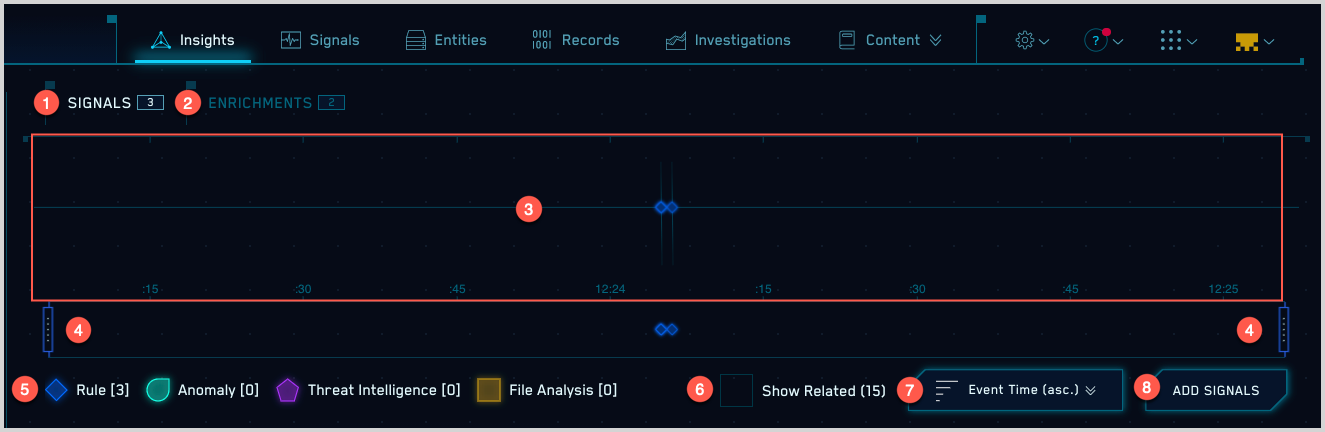 Insights Signals Entities 0101 1001 Records Investigations Content ?
1 SIGNALS 3 2 ENRICHMENTS 2
3
:15 :30 :45 12:24 :15 :30 :45 12:25
4 4
5 Rule [3] Anomaly [0] Threat Intelligence [0] File Analysis [0] 6 Show Related (15) 7 Event Time (asc.) 8 ADD SIGNALS